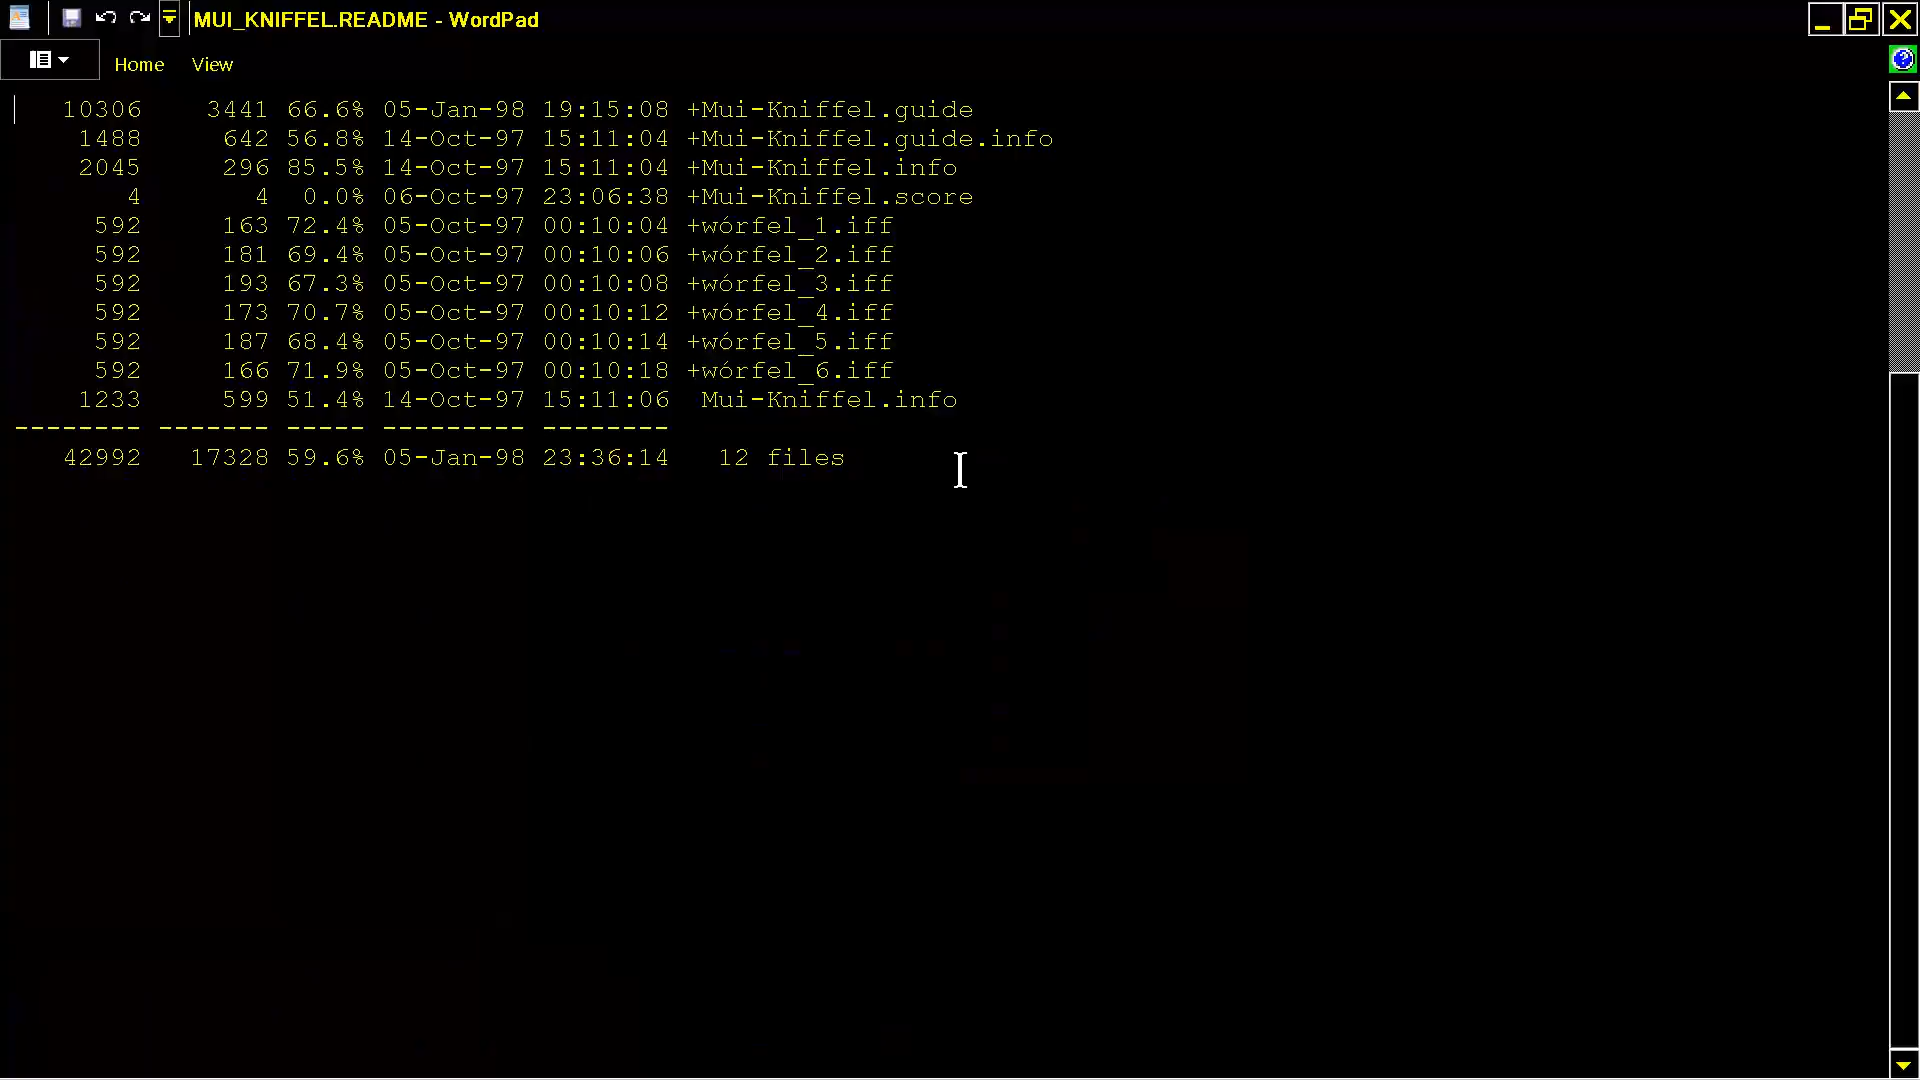 MUI_KNIFFEL.README - WordPad
Home View
10306 3441 66.6% 05-Jan-98 19:15:08 +Mui-Kniffel.guide
1488 642 56.8% 14-Oct-97 15:11:04 +Mui-Kniffel.guide.info
2045 296 85.5% 14-Oct-97 15:11:04 +Mui-Kniffel.info
4 4 0.0% 06-Oct-97 23:06:38 +Mui-Kniffel.score
592 163 72.4% 05-Oct-97 00:10:04 +wórfel_1.iff
592 181 69.4% 05-Oct-97 00:10:06 +wórfel_2.iff
592 193 67.3% 05-Oct-97 00:10:08 +wórfel_3.iff
592 173 70.7% 05-Oct-97 00:10:12 +wórfel_4.iff
592 187 68.4% 05-Oct-97 00:10:14 +wórfel_5.iff
592 166 71.9% 05-Oct-97 00:10:18 +wórfel_6.iff
1233 599 51.4% 14-Oct-97 15:11:06 Mui-Kniffel.info
-------- ------- ----- --------- --------
42992 17328 59.6% 05-Jan-98 23:36:14 12 files